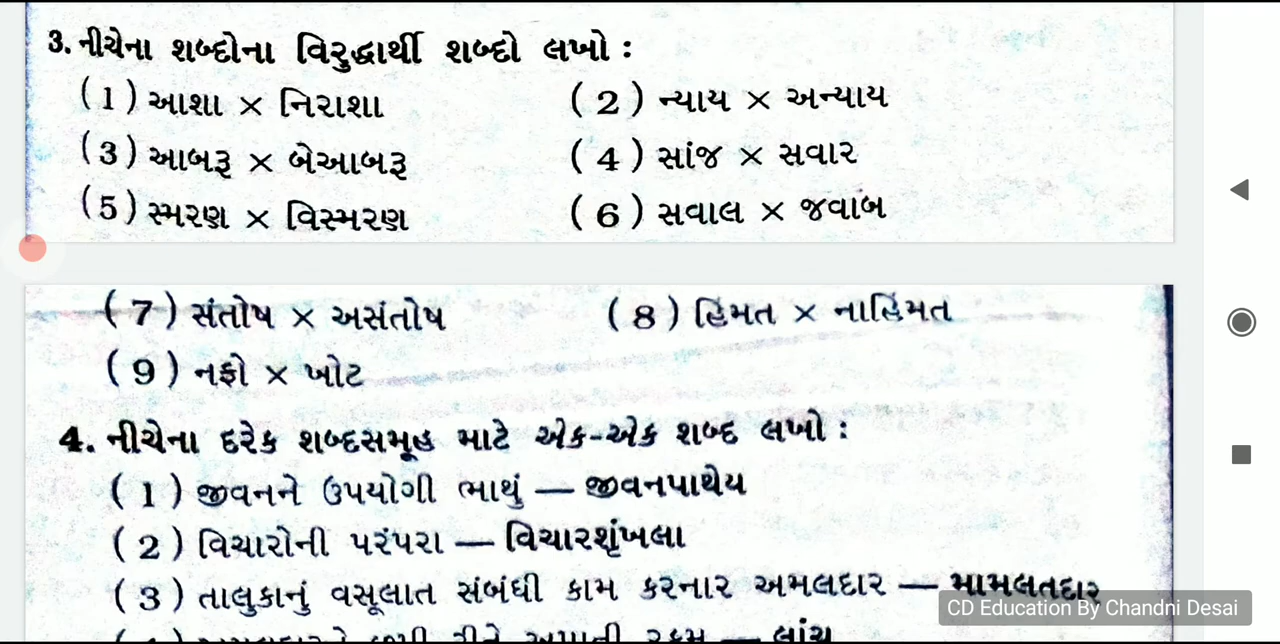 3. નીચેના શબ્દોના વિરુદ્ધાર્થી શબ્દો લખો :
(1) આશા × નિરાશા (2) ન્યાય × અન્યાય
(3) આબરૂ × બેઆબરૂ (4) સાંજ × સવાર
(5) સ્મરણ × વિસ્મરણ (6) સવાલ × જવાબ
(7) સંતોષ × અસંતોષ (8) હિંમત × નાહિંમત
(9) નફો × ખોટ
4. નીચેના દરેક શબ્દસમૂહ માટે એક-એક શબ્દ લખો :
(1) જીવનને ઉપયોગી ભાથું — જીવનપાથેય
(2) વિચારોની પરંપરા — વિચારશૃંખલા
(3) તાલુકાનું વસૂલાત સંબંધી કામ કરનાર અમલદાર — મામલતદાર
CD Education By Chandni Desai
— લાંચ